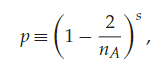 p ≡ (1 − 2/n_A)^s ,